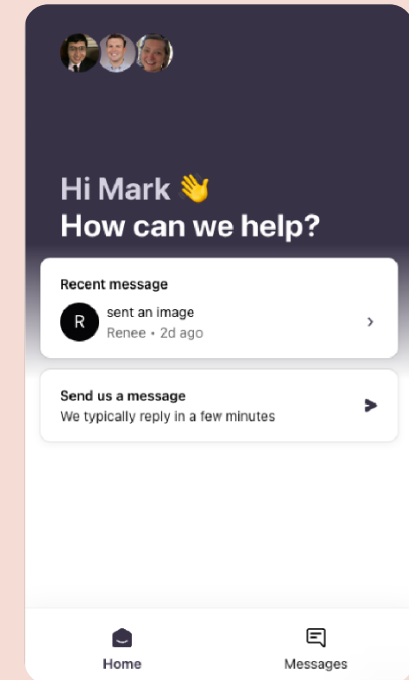 Hi Mark 👋
How can we help?
Recent message
R
sent an image
Renee • 2d ago
Send us a message
We typically reply in a few minutes
Home
Messages